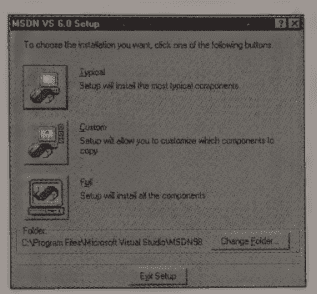 MSDN VS 6.0 Setup
To choose the installation you want, click one of the following buttons
Typical
Setup will install the most typical components
Custom
Setup will allow you to customize which components to
copy
Full
Setup will install all the components
Folder:
C:\Program Files\Microsoft Visual Studio\MSDN98
Change Folder...
Exit Setup